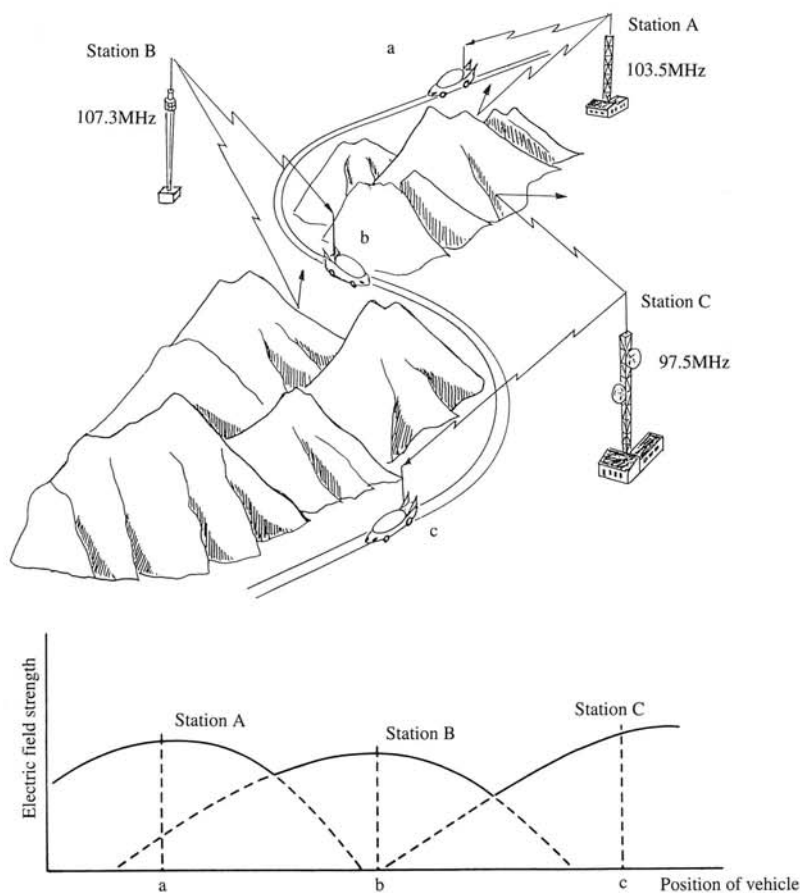 Station A
a
Station B
103.5MHz
107.3MHz
b
Station C
97.5MHz
c
Electric field strength
Station A
Station B
Station C
a
b
c
Position of vehicle